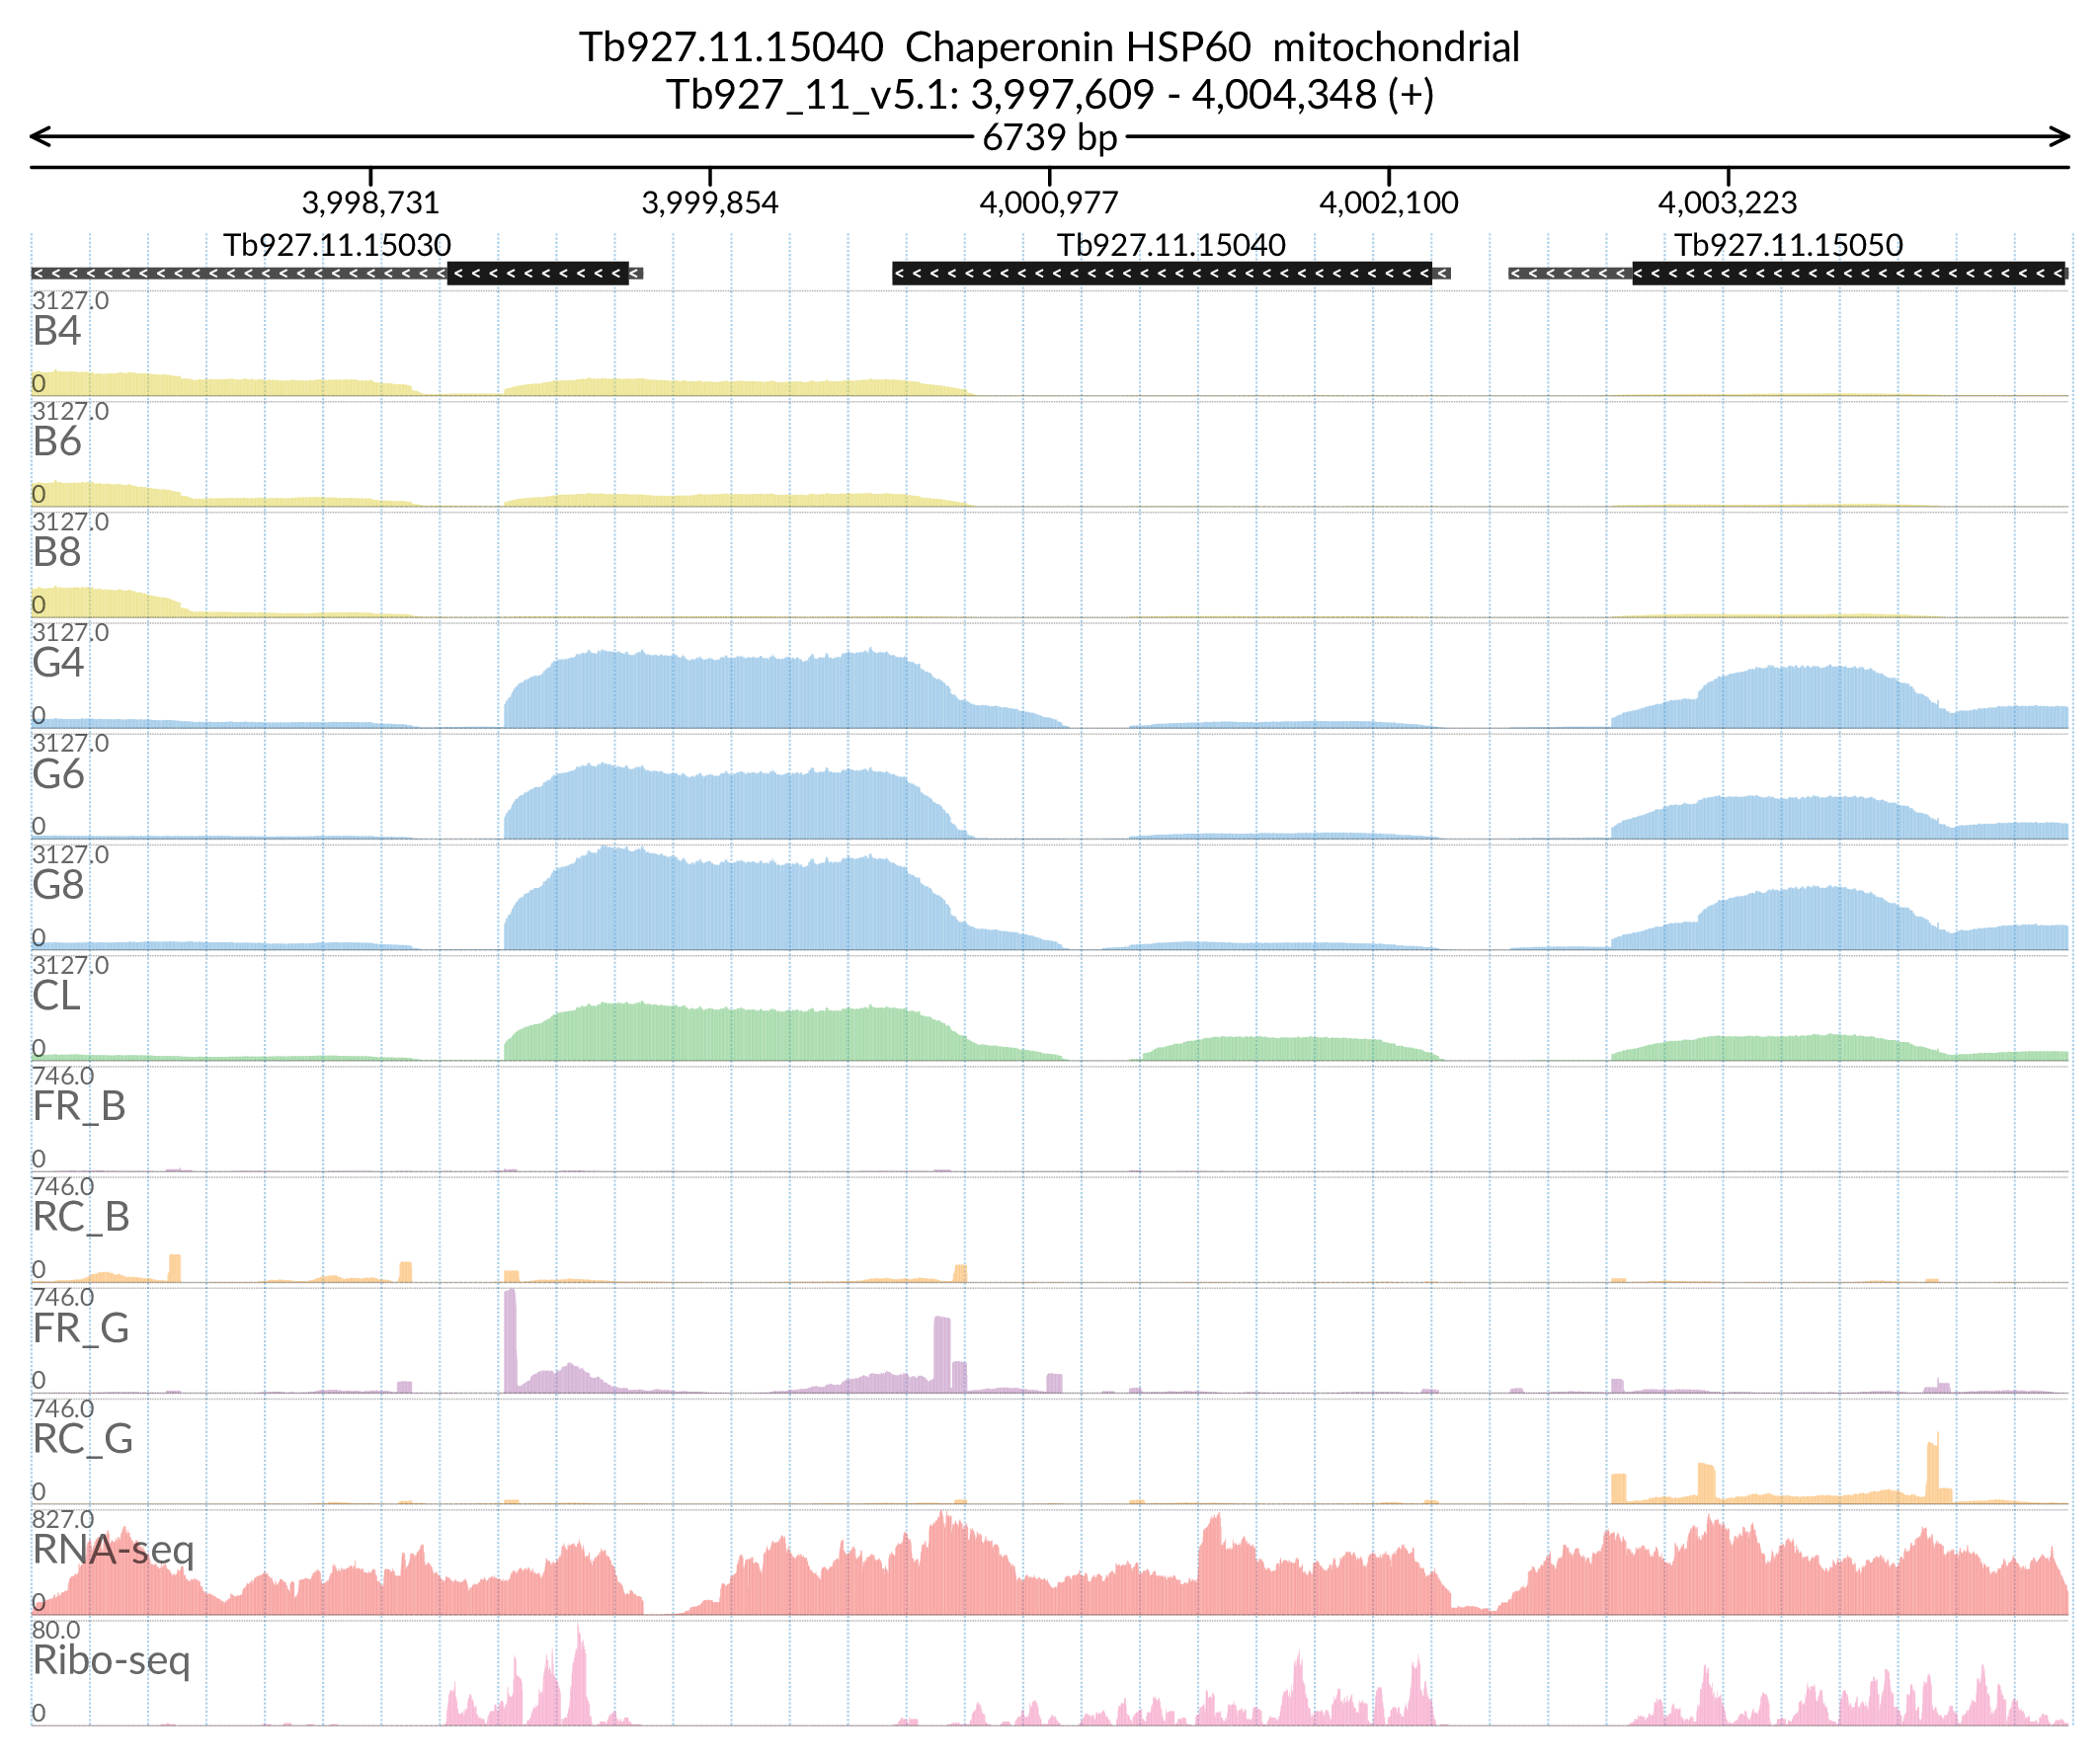 Tb927.11.15040 Chaperonin HSP60 mitochondrial
Tb927_11_v5.1: 3,997,609 - 4,004,348 (+)
6739 bp
3,998,731 3,999,854 4,000,977 4,002,100 4,003,223
Tb927.11.15030 Tb927.11.15040 Tb927.11.15050
3127.0
B4
0
3127.0
B6
0
3127.0
B8
0
3127.0
G4
0
3127.0
G6
0
3127.0
G8
0
3127.0
CL
0
746.0
FR_B
0
746.0
RC_B
0
746.0
FR_G
0
746.0
RC_G
0
827.0
RNA-seq
0
80.0
Ribo-seq
0